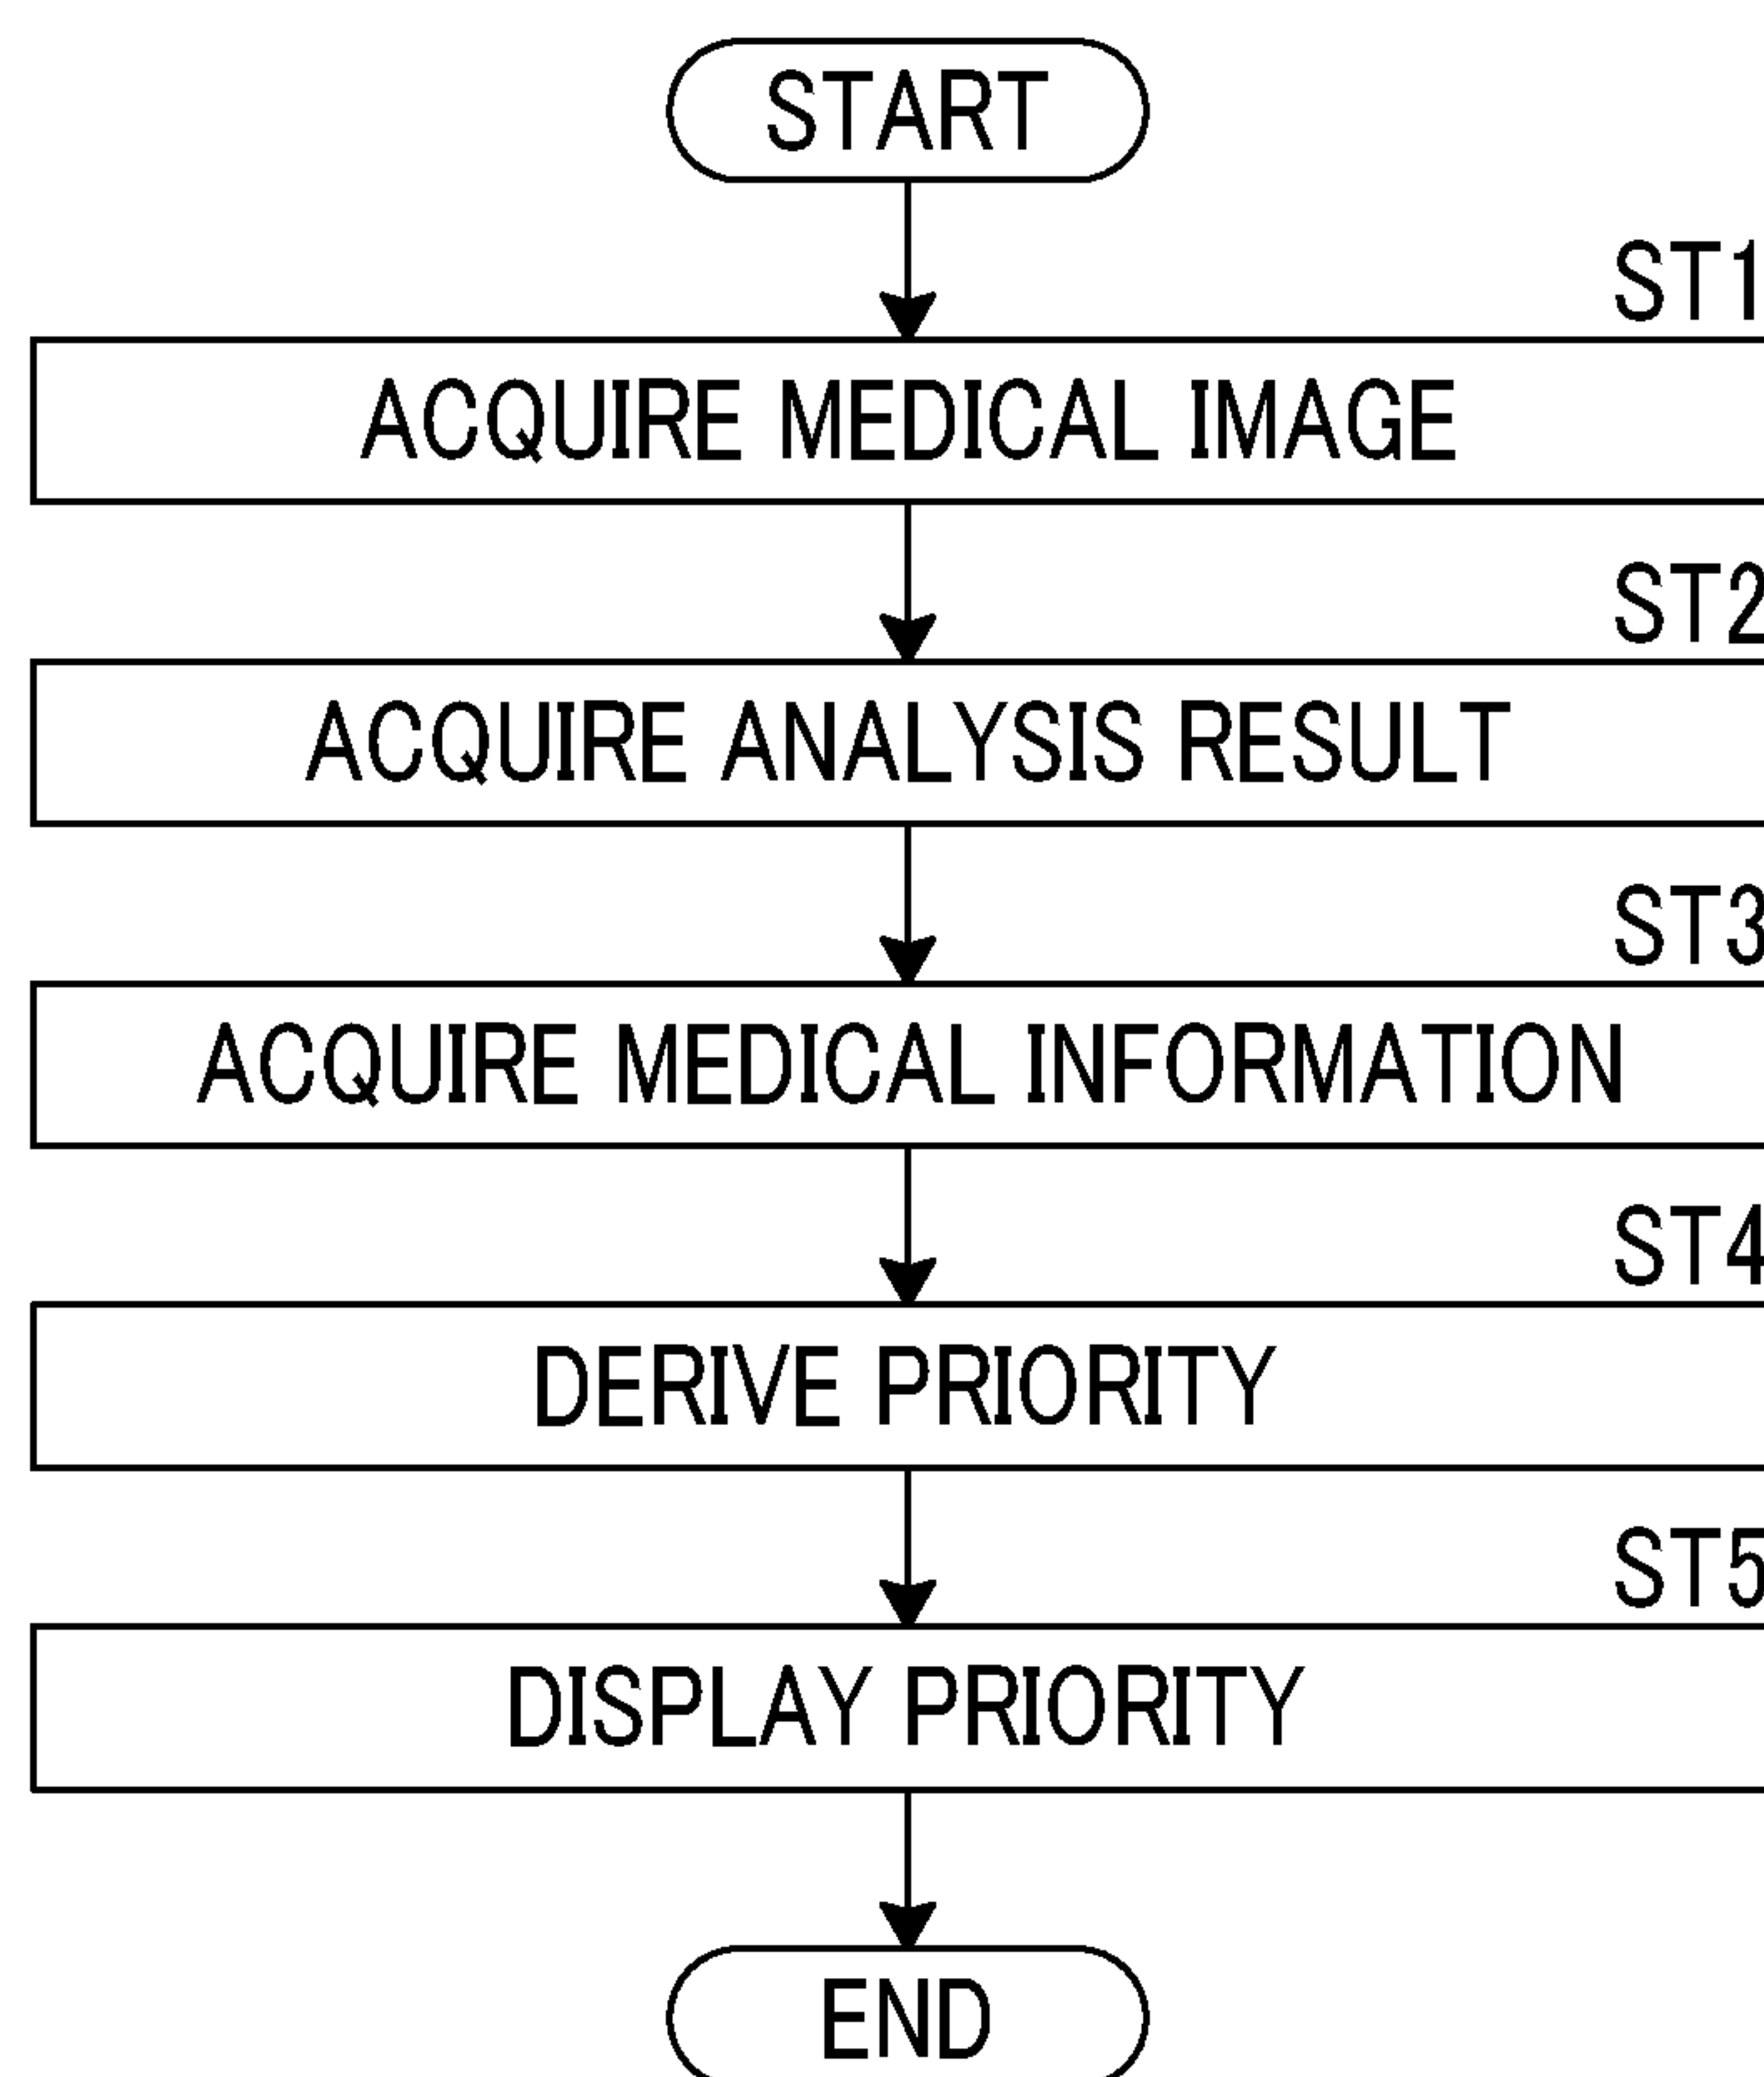 START
ST1
ACQUIRE MEDICAL IMAGE
ST2
ACQUIRE ANALYSIS RESULT
ST3
ACQUIRE MEDICAL INFORMATION
ST4
DERIVE PRIORITY
ST5
DISPLAY PRIORITY
END